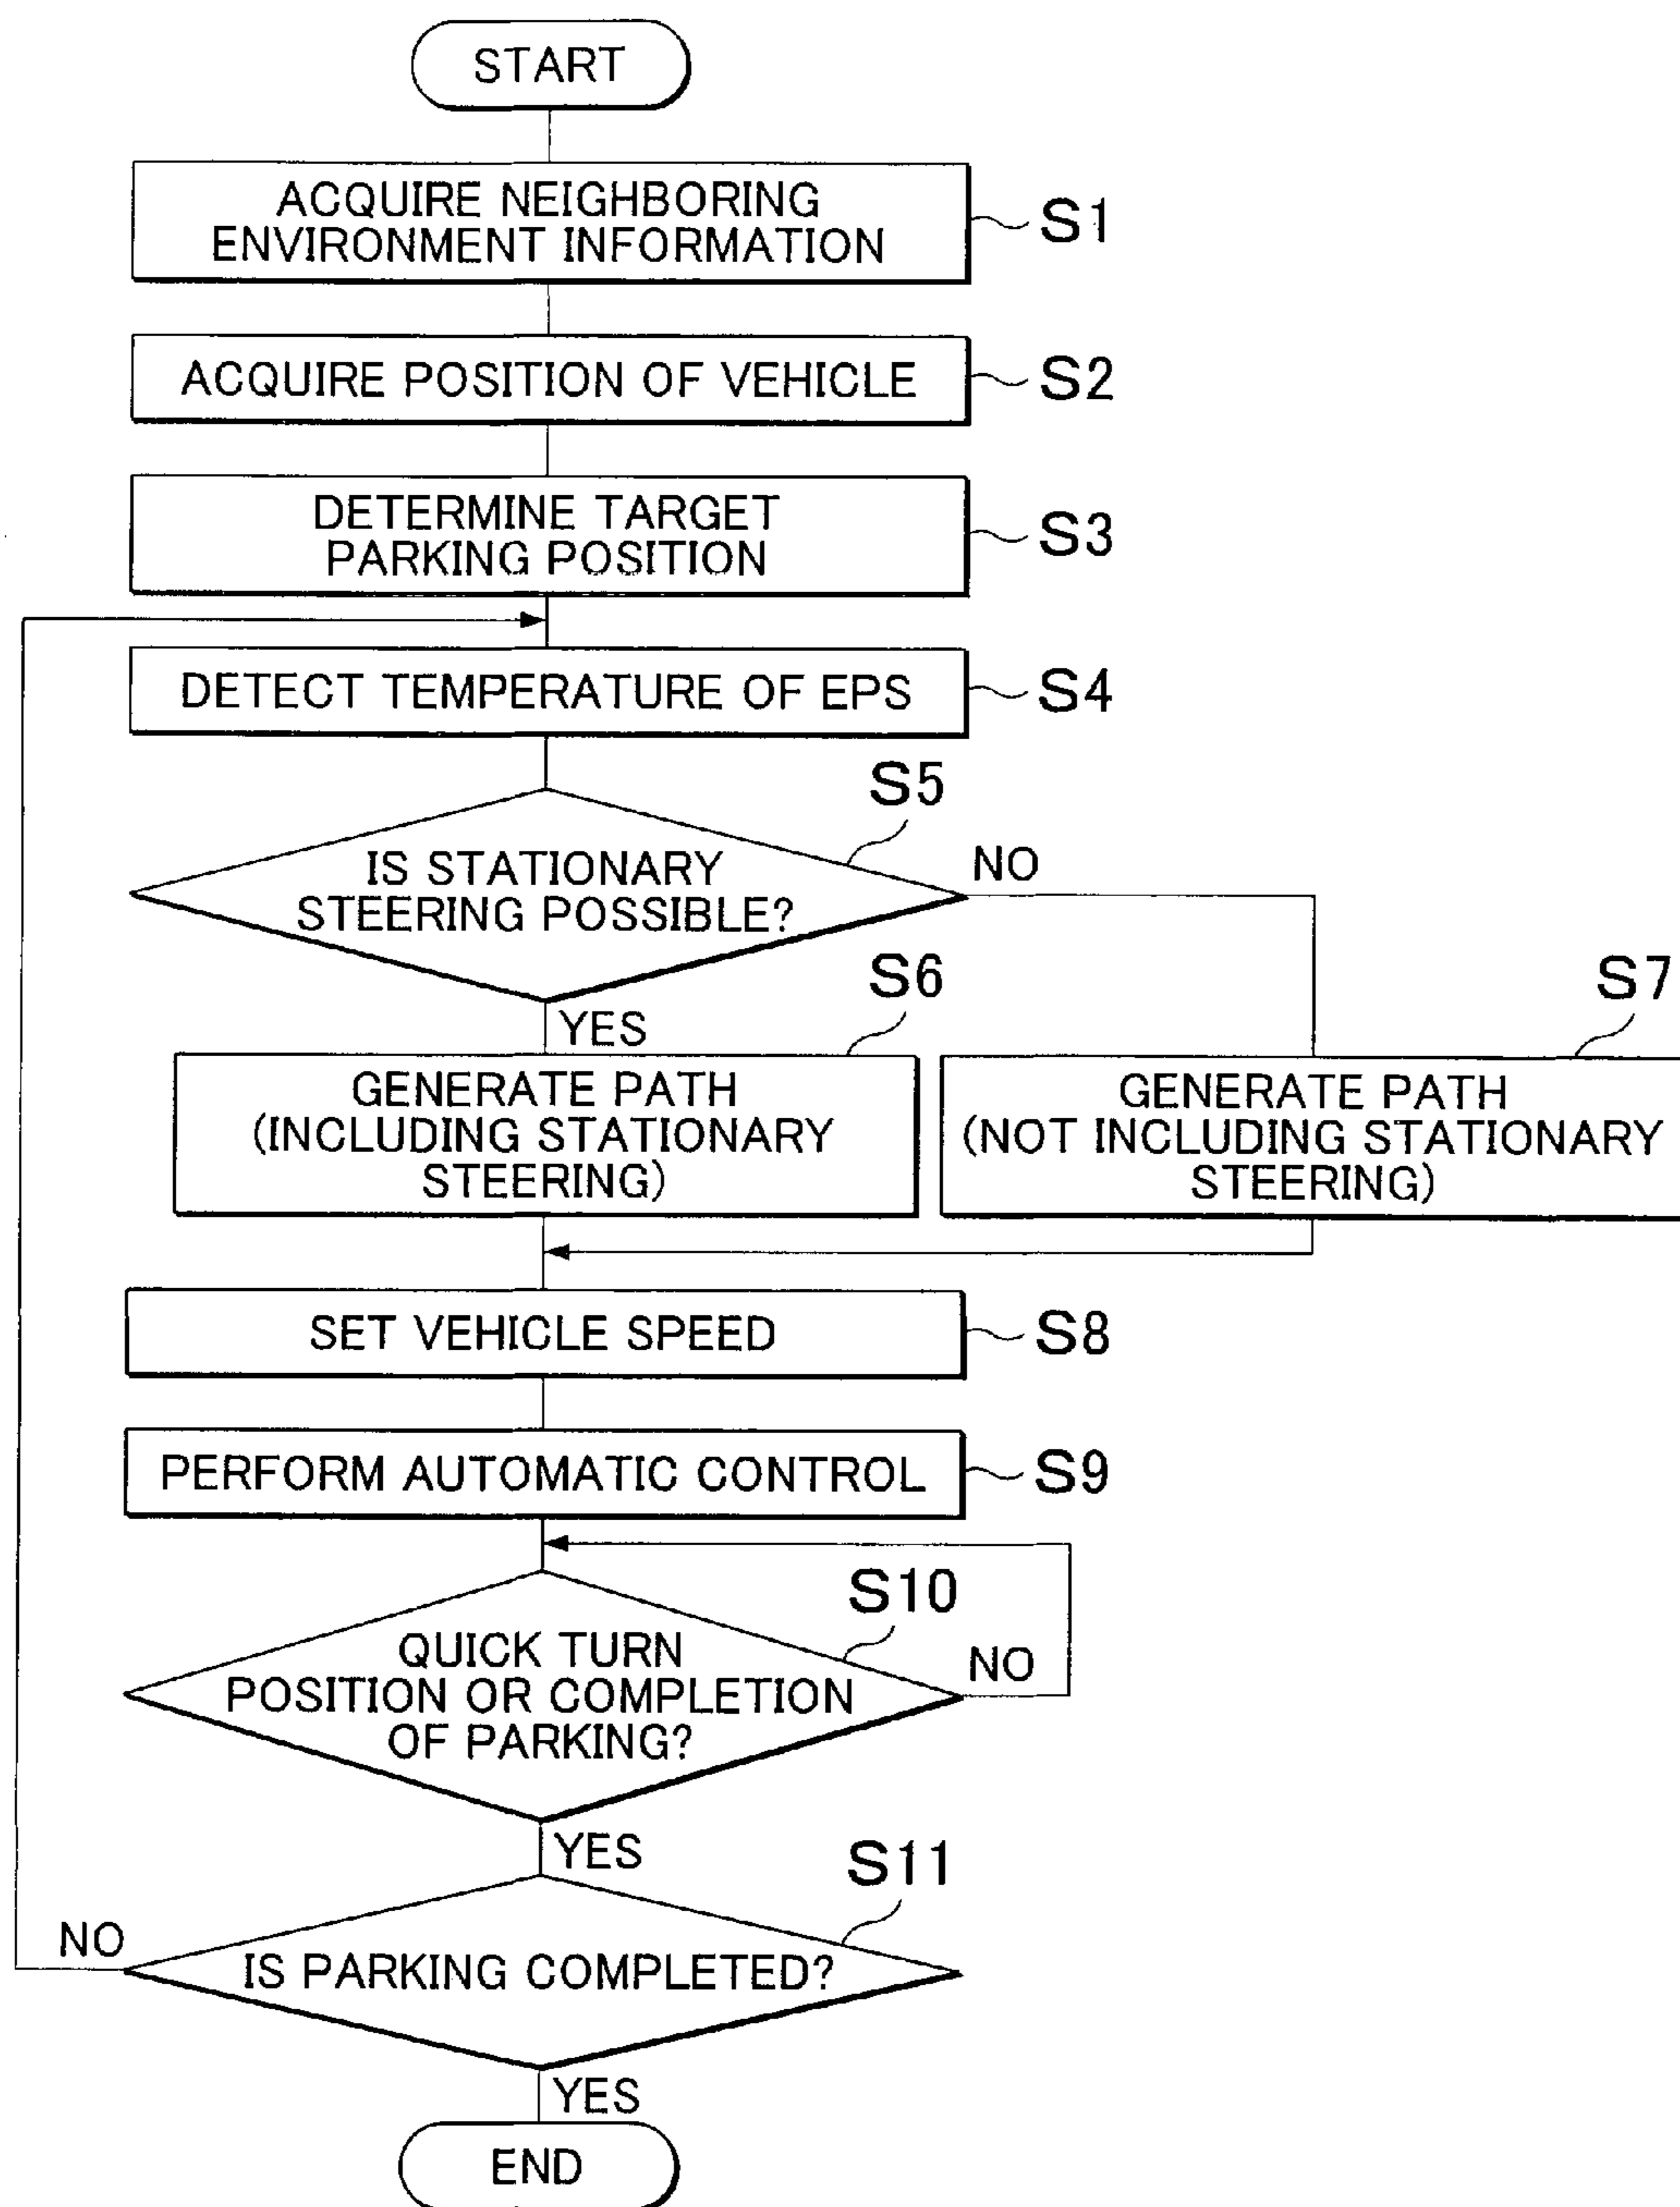 START
ACQUIRE NEIGHBORING
ENVIRONMENT INFORMATION
S1
ACQUIRE POSITION OF VEHICLE
S2
DETERMINE TARGET
PARKING POSITION
S3
DETECT TEMPERATURE OF EPS
S4
S5
IS STATIONARY
STEERING POSSIBLE?
NO
YES
S6
S7
GENERATE PATH
(INCLUDING STATIONARY
STEERING)
GENERATE PATH
(NOT INCLUDING STATIONARY
STEERING)
SET VEHICLE SPEED
S8
PERFORM AUTOMATIC CONTROL
S9
S10
QUICK TURN
POSITION OR COMPLETION
OF PARKING?
NO
YES
S11
NO
IS PARKING COMPLETED?
YES
END